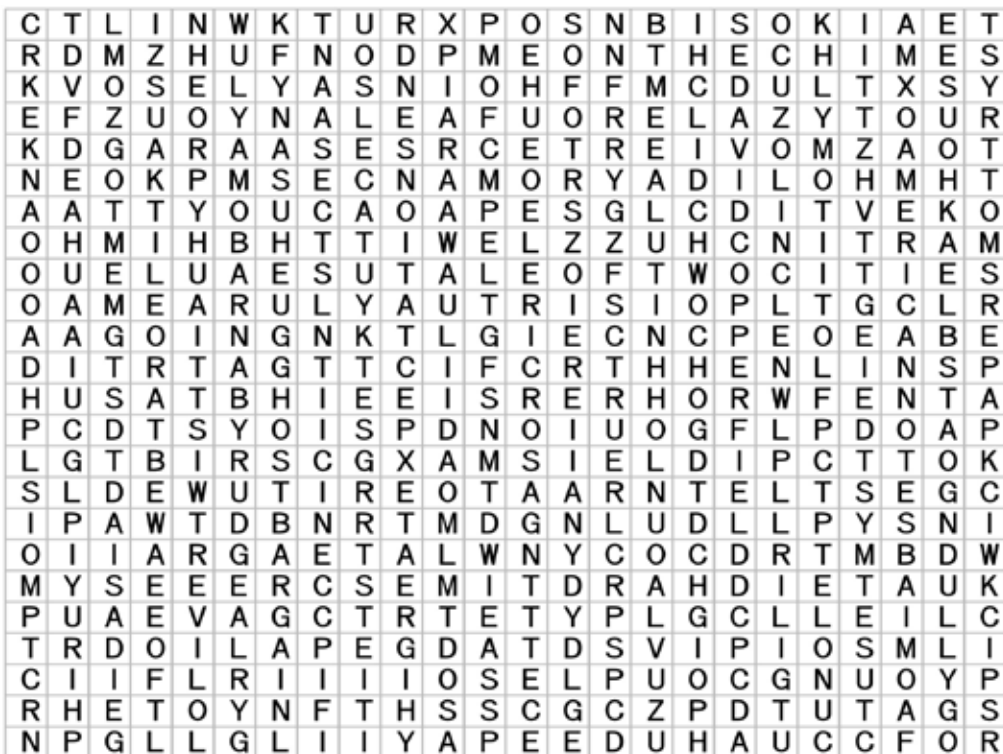 C T L I N W K T U R X P O S N B I S O K I A E T
R D M Z H U F N O D P M E O N T H E C H I M E S
K V O S E L Y A S N I O H F F M C D U L T X S Y
E F Z U O Y N A L E A F U O R E L A Z Y T O U R
K D G A R A A S E S R C E T R E I V O M Z A O T
N E O K P M S E C N A M O R Y A D I L O H M H T
A A T T Y O U C A O A P E S G L C D I T V E K O
O H M I H B H T T I W E L Z Z U H C N I T R A M
O U E L U A E S U T A L E O F T W O C I T I E S
O A M E A R U L Y A U T R I S I O P L T G C L R
A A G O I N G N K T L G I E C N C P E O E A B E
D I T R T A G T T C I F C R T H H E N L I N S P
H U S A T B H I E E I S R E R H O R W F E N T A
P C D T S Y O I S P D N O I U O G F L P D O A P
L G T B I R S C G X A M S I E L D I P C T T O K
S L D E W U T I R E O T A A R N T E L T S E G C
I P A W T D B N R T M D G N L U D L L P Y S N I
O I I A R G A E T A L W N Y C O C D R T M B D W
M Y S E E E R C S E M I T D R A H D I E T A U K
P U A E V A G C T R T E T Y P L G C L L E I L C
T R D O I L A P E G D A T D S V I P I O S M L I
C I I F L R I I I I O S E L P U O C G N U O Y P
R H E T O Y N F T H S S C G C Z P D T U T A G S
N P G L L G L I I Y A P E E D U H A U C C F O R